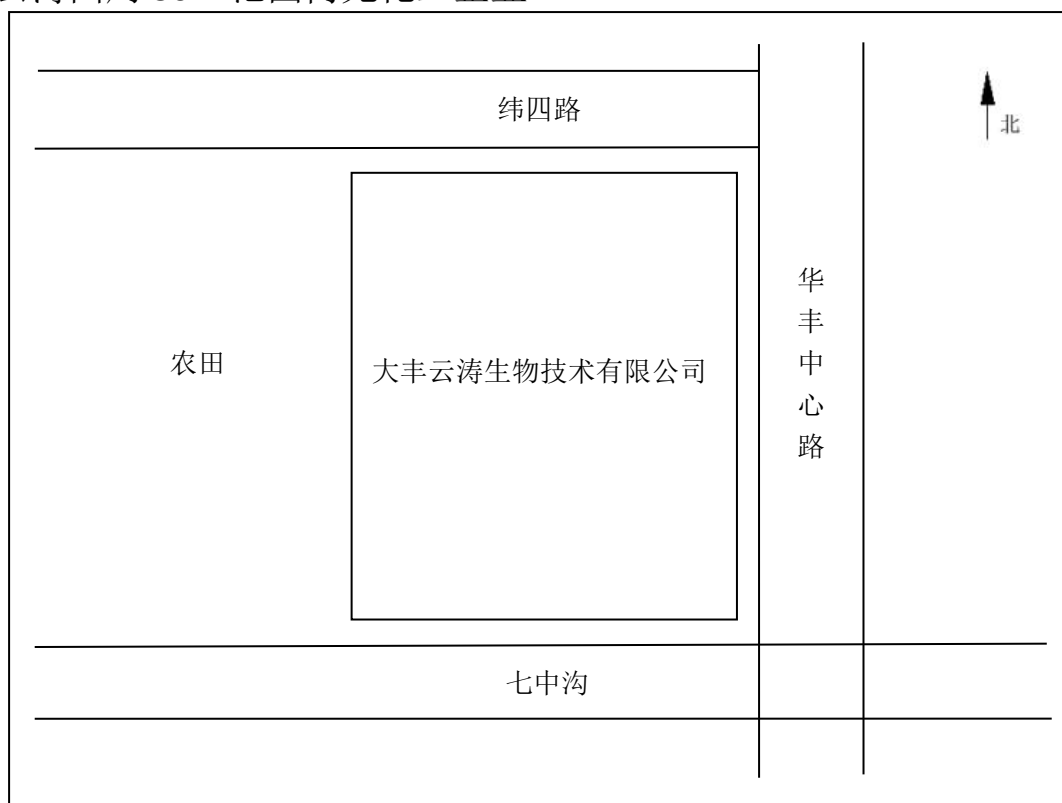 纬四路
北
华丰中心路
农田
大丰云涛生物技术有限公司
七中沟